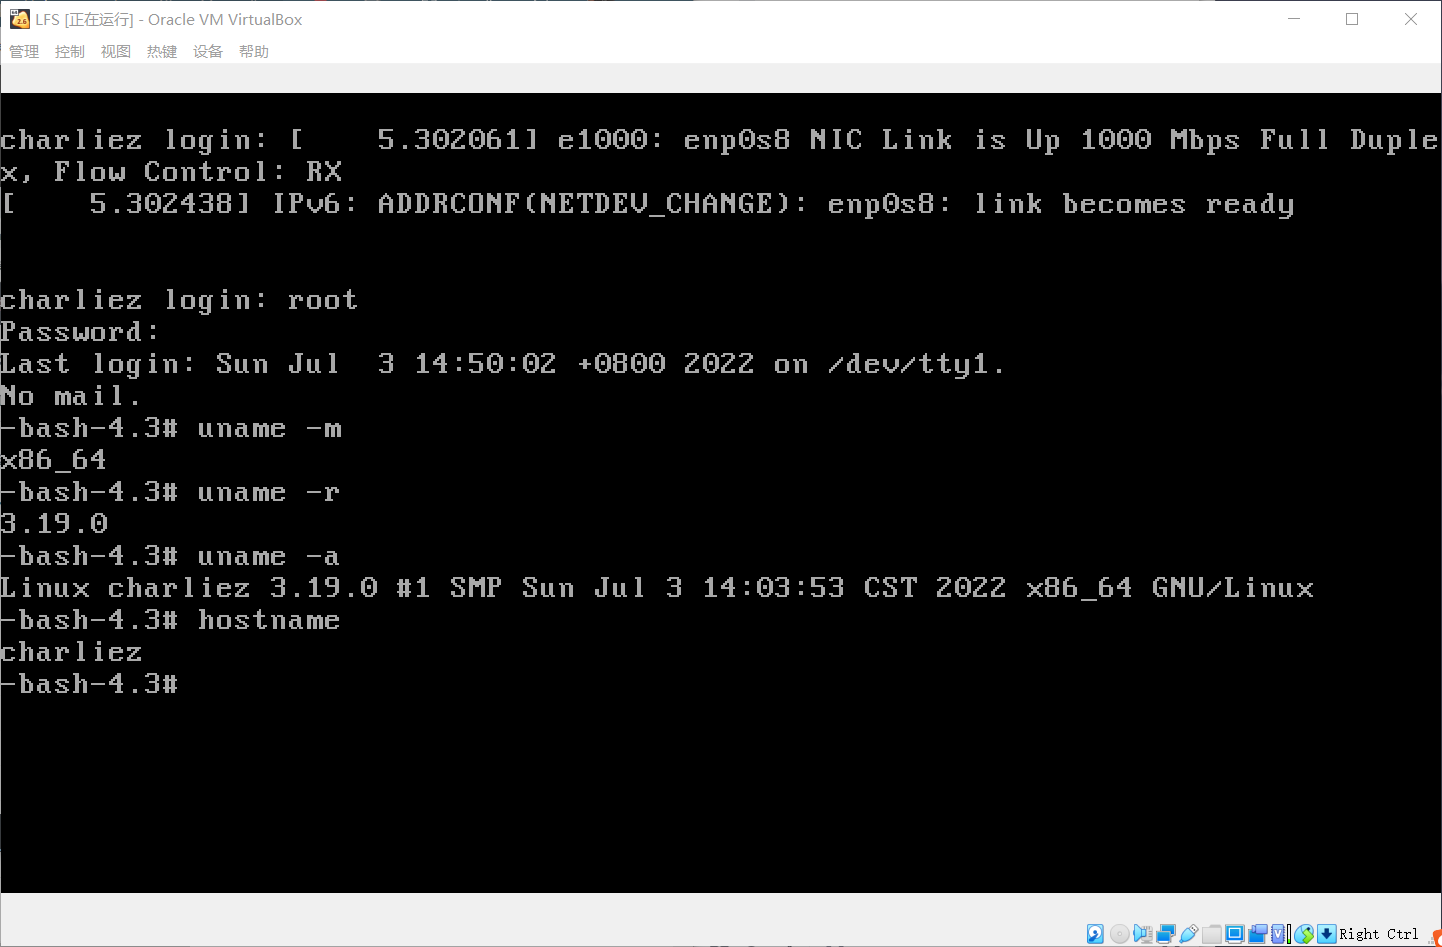 LFS [正在运行] - Oracle VM VirtualBox
管理 控制 视图 热键 设备 帮助
charliez login: [    5.302061] e1000: enp0s8 NIC Link is Up 1000 Mbps Full Duple
x, Flow Control: RX
[    5.302438] IPv6: ADDRCONF(NETDEV_CHANGE): enp0s8: link becomes ready
charliez login: root
Password:
Last login: Sun Jul  3 14:50:02 +0800 2022 on /dev/tty1.
No mail.
-bash-4.3# uname -m
x86_64
-bash-4.3# uname -r
3.19.0
-bash-4.3# uname -a
Linux charliez 3.19.0 #1 SMP Sun Jul 3 14:03:53 CST 2022 x86_64 GNU/Linux
-bash-4.3# hostname
charliez
-bash-4.3#
Right Ctrl